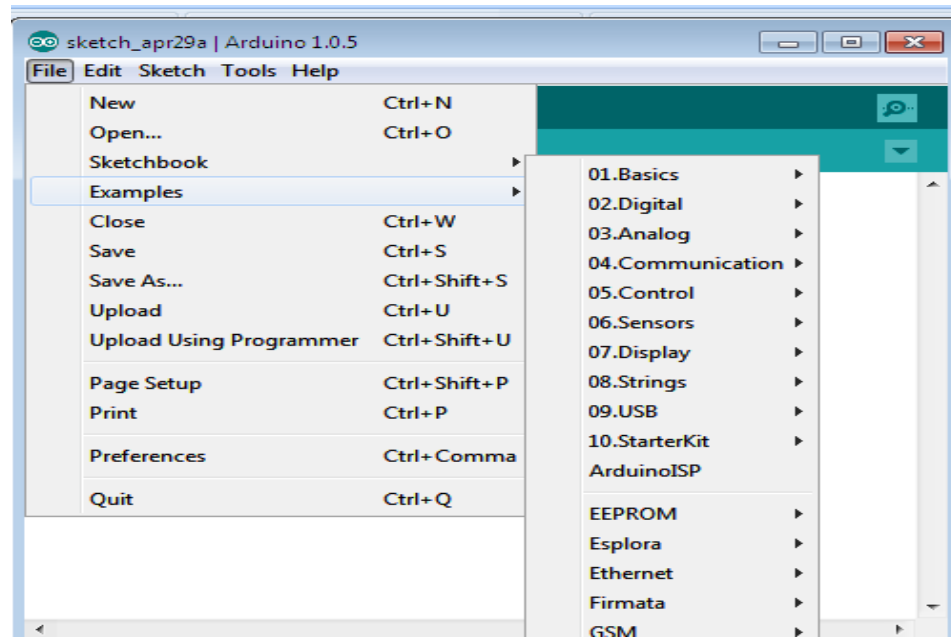 sketch_apr29a | Arduino 1.0.5
File Edit Sketch Tools Help
New Ctrl+N
Open... Ctrl+O
Sketchbook
Examples
Close Ctrl+W
Save Ctrl+S
Save As... Ctrl+Shift+S
Upload Ctrl+U
Upload Using Programmer Ctrl+Shift+U
Page Setup Ctrl+Shift+P
Print Ctrl+P
Preferences Ctrl+Comma
Quit Ctrl+Q
01.Basics
02.Digital
03.Analog
04.Communication
05.Control
06.Sensors
07.Display
08.Strings
09.USB
10.StarterKit
ArduinoISP
EEPROM
Esplora
Ethernet
Firmata
GSM